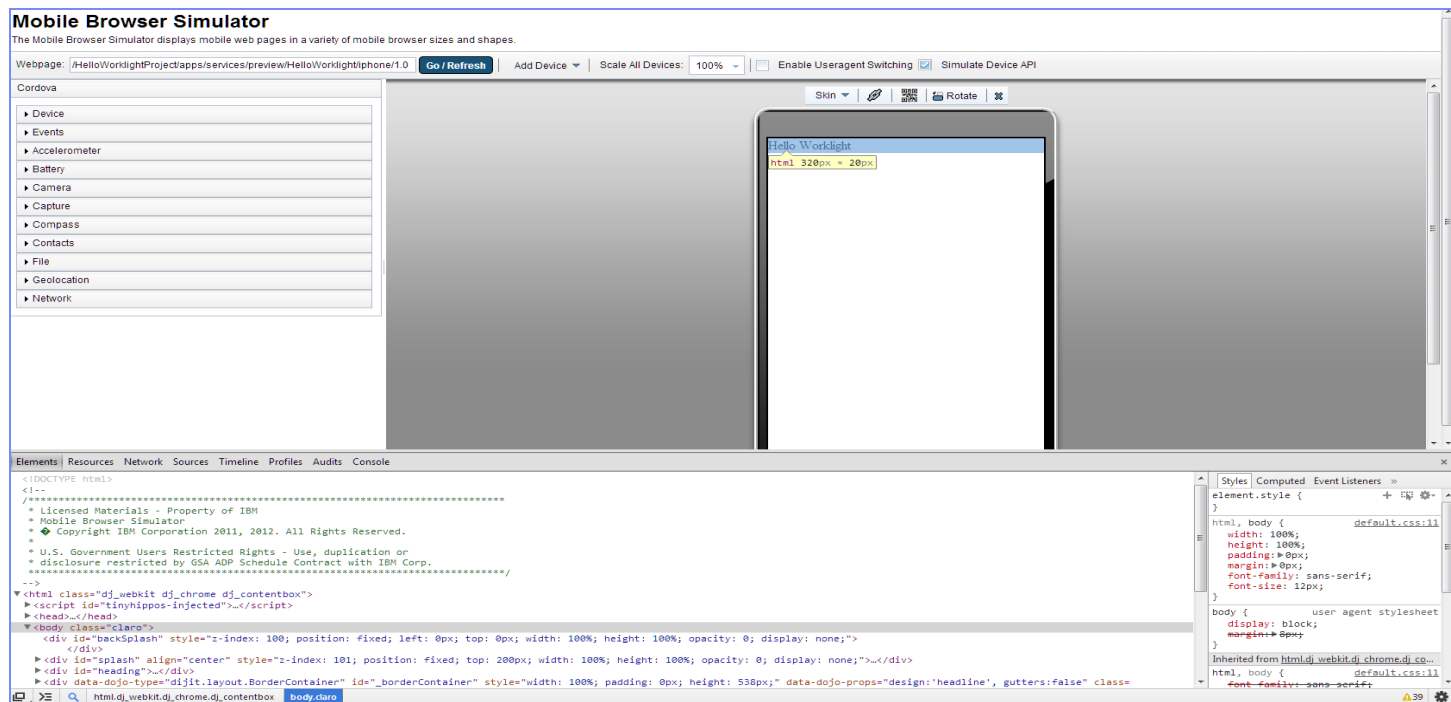 Mobile Browser Simulator
The Mobile Browser Simulator displays mobile web pages in a variety of mobile browser sizes and shapes.
Webpage: /HelloWorklightProject/apps/services/preview/HelloWorklight/iphone/1.0 Go / Refresh Add Device Scale All Devices: 100% Enable Useragent Switching Simulate Device API
Cordova
Skin Rotate
Device
Events
Accelerometer
Battery
Camera
Capture
Compass
Contacts
File
Geolocation
Network
Hello Worklight
html 320px × 20px
Elements Resources Network Sources Timeline Profiles Audits Console
<!DOCTYPE html>
<!--
/******************************************************************************
* Licensed Materials - Property of IBM
* Mobile Browser Simulator
* � Copyright IBM Corporation 2011, 2012. All Rights Reserved.
*
* U.S. Government Users Restricted Rights - Use, duplication or
* disclosure restricted by GSA ADP Schedule Contract with IBM Corp.
******************************************************************************/
-->
<html class="dj_webkit dj_chrome dj_contentbox">
<script id="tinyhippos-injected">…</script>
<head>…</head>
<body class="claro">
<div id="backSplash" style="z-index: 100; position: fixed; left: 0px; top: 0px; width: 100%; height: 100%; opacity: 0; display: none;">
</div>
<div id="splash" align="center" style="z-index: 101; position: fixed; top: 200px; width: 100%; height: 100%; opacity: 0; display: none;">…</div>
<div id="heading">…</div>
<div data-dojo-type="dijit.layout.BorderContainer" id="_borderContainer" style="width: 100%; padding: 0px; height: 538px;" data-dojo-props="design:'headline', gutters:false" class=
html.dj_webkit.dj_chrome.dj_contentbox body.claro
Styles Computed Event Listeners »
element.style {
}
html, body { default.css:11
width: 100%;
height: 100%;
padding: 0px;
margin: 0px;
font-family: sans-serif;
font-size: 12px;
}
body { user agent stylesheet
display: block;
margin: 8px;
}
Inherited from html.dj_webkit.dj_chrome.dj_co…
html, body { default.css:11
font-family: sans-serif;
39